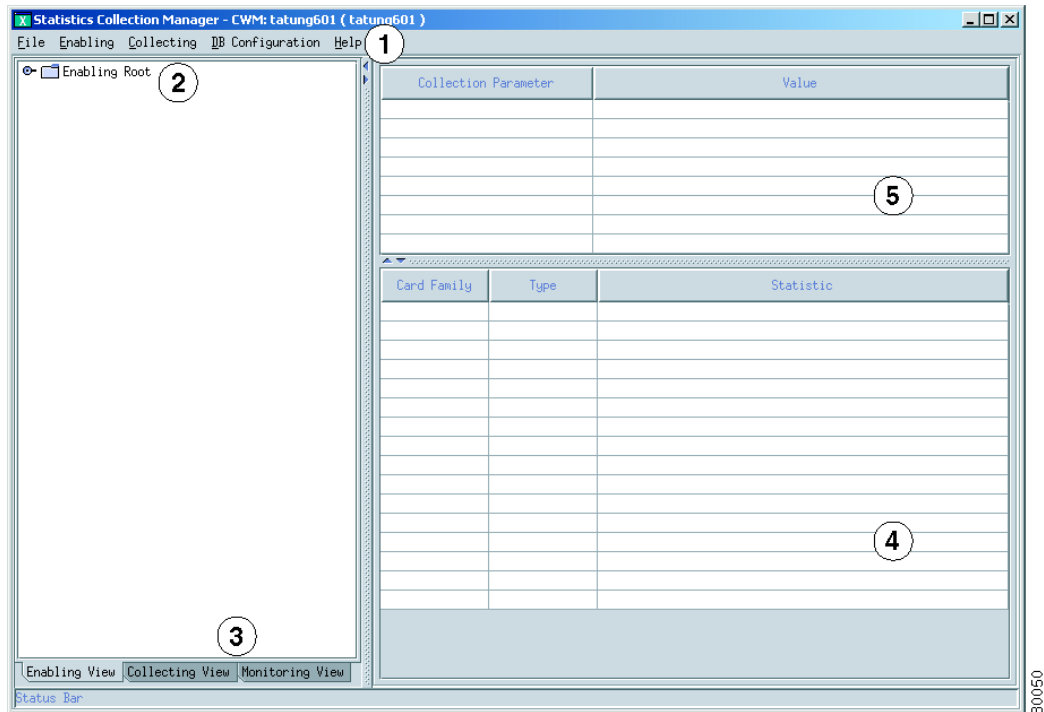 X Statistics Collection Manager - CWM: tatung601 ( tatung601 )
File Enabling Collecting DB Configuration Help
1
Enabling Root
2
Collection Parameter Value
5
Card Family Type Statistic
4
3
Enabling View Collecting View Monitoring View
Status Bar
80050